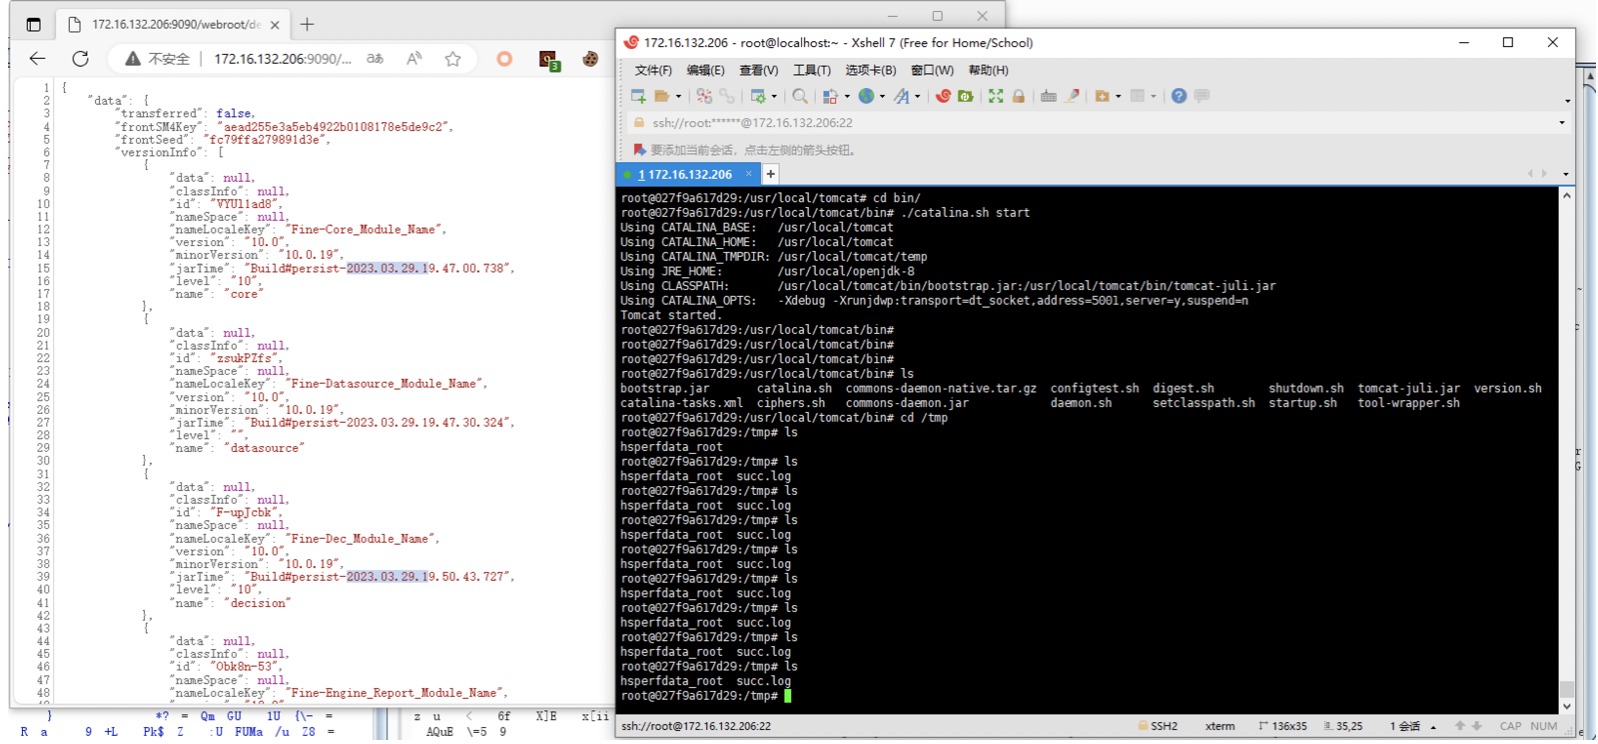 172.16.132.206:9090/webroot/de
不安全 | 172.16.132.206:9090/...
3
1 {
2 "data": {
3 "transferred": false,
4 "frontSM4Key": "aead255e3a5eb4922b0108178e5de9c2",
5 "frontSeed": "fc79ffa279891d3e",
6 "versionInfo": [
7 {
8 "data": null,
9 "classInfo": null,
10 "id": "VYUl1ad8",
11 "nameSpace": null,
12 "nameLocaleKey": "Fine-Core_Module_Name",
13 "version": "10.0",
14 "minorVersion": "10.0.19",
15 "jarTime": "Build#persist-2023.03.29.19.47.00.738",
16 "level": "10",
17 "name": "core"
18 },
19 {
20 "data": null,
21 "classInfo": null,
22 "id": "zsukPZfs",
23 "nameSpace": null,
24 "nameLocaleKey": "Fine-Datasource_Module_Name",
25 "version": "10.0",
26 "minorVersion": "10.0.19",
27 "jarTime": "Build#persist-2023.03.29.19.47.30.324",
28 "level": "",
29 "name": "datasource"
30 },
31 {
32 "data": null,
33 "classInfo": null,
34 "id": "F-upJcbk",
35 "nameSpace": null,
36 "nameLocaleKey": "Fine-Dec_Module_Name",
37 "version": "10.0",
38 "minorVersion": "10.0.19",
39 "jarTime": "Build#persist-2023.03.29.19.50.43.727",
40 "level": "10",
41 "name": "decision"
42 },
43 {
44 "data": null,
45 "classInfo": null,
46 "id": "Obk8n-53",
47 "nameSpace": null,
48 "nameLocaleKey": "Fine-Engine_Report_Module_Name",
172.16.132.206 - root@localhost:~ - Xshell 7 (Free for Home/School)
文件(F) 编辑(E) 查看(V) 工具(T) 选项卡(B) 窗口(W) 帮助(H)
ssh://root:******@172.16.132.206:22
要添加当前会话，点击左侧的箭头按钮。
1 172.16.132.206
root@027f9a617d29:/usr/local/tomcat# cd bin/
root@027f9a617d29:/usr/local/tomcat/bin# ./catalina.sh start
Using CATALINA_BASE: /usr/local/tomcat
Using CATALINA_HOME: /usr/local/tomcat
Using CATALINA_TMPDIR: /usr/local/tomcat/temp
Using JRE_HOME: /usr/local/openjdk-8
Using CLASSPATH: /usr/local/tomcat/bin/bootstrap.jar:/usr/local/tomcat/bin/tomcat-juli.jar
Using CATALINA_OPTS: -Xdebug -Xrunjdwp:transport=dt_socket,address=5001,server=y,suspend=n
Tomcat started.
root@027f9a617d29:/usr/local/tomcat/bin#
root@027f9a617d29:/usr/local/tomcat/bin#
root@027f9a617d29:/usr/local/tomcat/bin#
root@027f9a617d29:/usr/local/tomcat/bin# ls
bootstrap.jar catalina.sh commons-daemon-native.tar.gz configtest.sh digest.sh shutdown.sh tomcat-juli.jar version.sh
catalina-tasks.xml ciphers.sh commons-daemon.jar daemon.sh setclasspath.sh startup.sh tool-wrapper.sh
root@027f9a617d29:/usr/local/tomcat/bin# cd /tmp
root@027f9a617d29:/tmp# ls
hsperfdata_root
root@027f9a617d29:/tmp# ls
hsperfdata_root succ.log
root@027f9a617d29:/tmp# ls
hsperfdata_root succ.log
root@027f9a617d29:/tmp# ls
hsperfdata_root succ.log
root@027f9a617d29:/tmp# ls
hsperfdata_root succ.log
root@027f9a617d29:/tmp# ls
hsperfdata_root succ.log
root@027f9a617d29:/tmp# ls
hsperfdata_root succ.log
root@027f9a617d29:/tmp# ls
hsperfdata_root succ.log
root@027f9a617d29:/tmp# ls
hsperfdata_root succ.log
root@027f9a617d29:/tmp#
ssh://root@172.16.132.206:22 SSH2 xterm 136x35 35,25 1 会话 CAP NUM
} *? = Qm GU 1U {\- =
R a 9 +L Pk$ Z :U FUMa /u Z8 =
z u < 6f X]E x[ii
AQuE \=5 9